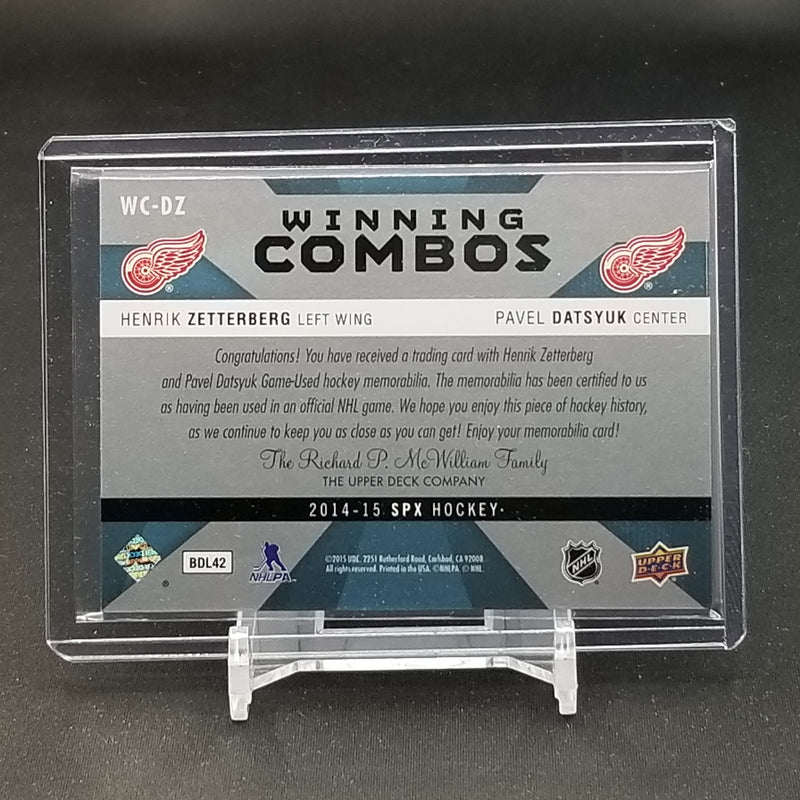 WC-DZ
WINNING
COMBOS
HENRIK ZETTERBERG LEFT WING
PAVEL DATSYUK CENTER
Congratulations! You have received a trading card with Henrik Zetterberg
and Pavel Datsyuk Game-Used hockey memorabilia. The memorabilia has been certified to us
as having been used in an official NHL game. We hope you enjoy this piece of hockey history,
as we continue to keep you as close as you can get! Enjoy your memorabilia card!
The Richard P. McWilliam Family
THE UPPER DECK COMPANY
2014-15 SPX HOCKEY
BDL42
NHLPA
©2015 UDC. 2251 Rutherford Road, Carlsbad, CA 92008.
All rights reserved. Printed in the USA. ©NHLPA © NHL.
NHL
UPPER
DECK